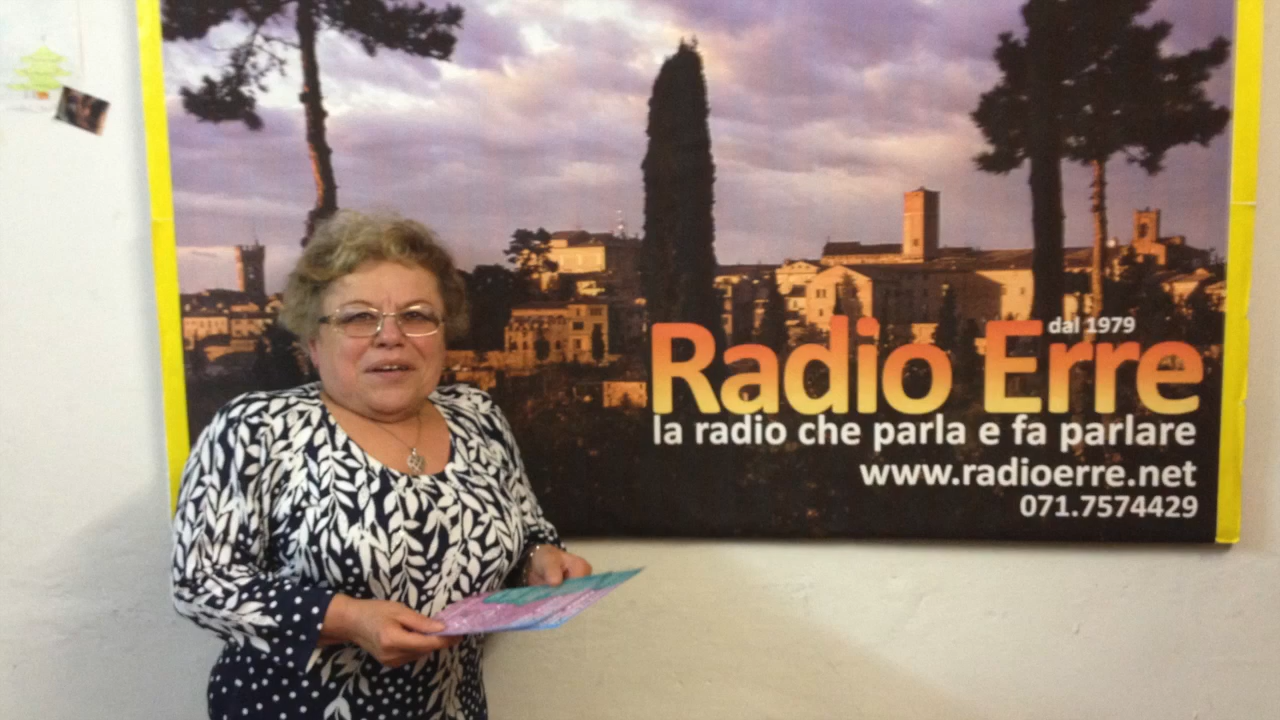 dal 1979
Radio Erre
la radio che parla e fa parlare
www.radioerre.net
071.7574429